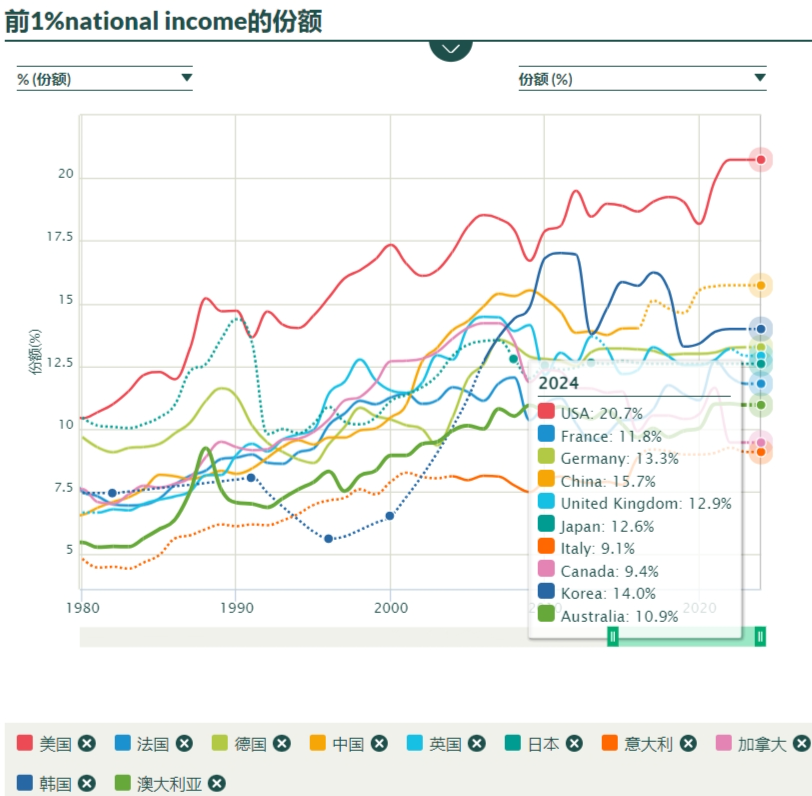 前1%national income的份额
% (份额)
份额 (%)
份额(%)
20
17.5
15
12.5
10
7.5
5
2024
USA: 20.7%
France: 11.8%
Germany: 13.3%
China: 15.7%
United Kingdom: 12.9%
Japan: 12.6%
Italy: 9.1%
Canada: 9.4%
Korea: 14.0%
Australia: 10.9%
1980 1990 2000 2010 2020
美国 法国 德国 中国 英国 日本 意大利 加拿大
韩国 澳大利亚